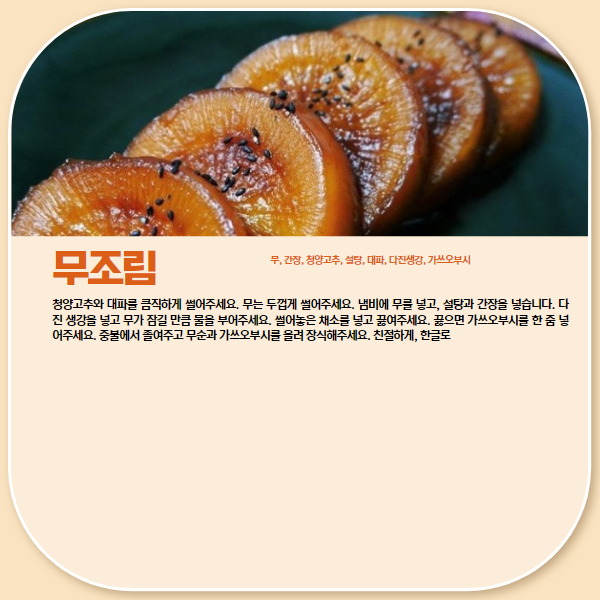 무조림
무, 간장, 청양고추, 설탕, 대파, 다진생강, 가쓰오부시
청양고추와 대파를 큼직하게 썰어주세요. 무는 두껍게 썰어주세요. 냄비에 무를 넣고, 설탕과 간장을 넣습니다. 다
진 생강을 넣고 무가 잠길 만큼 물을 부어주세요. 썰어놓은 채소를 넣고 끓여주세요. 끓으면 가쓰오부시를 한 줌 넣
어주세요. 중불에서 졸여주고 무순과 가쓰오부시를 올려 장식해주세요. 친절하게, 한글로